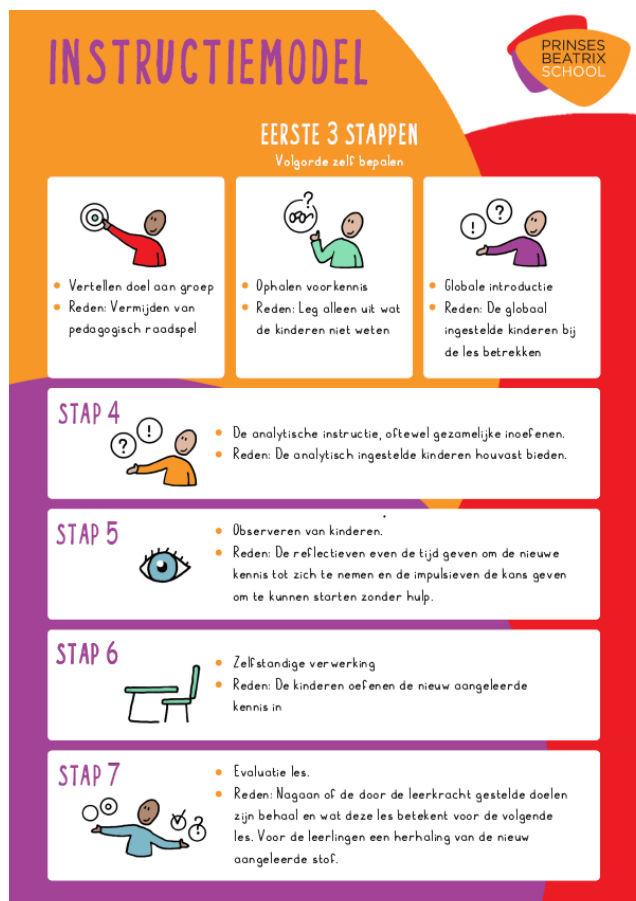 INSTRUCTIEMODEL
PRINSES
BEATRIX
SCHOOL
EERSTE 3 STAPPEN
Volgorde zelf bepalen
• Vertellen doel aan groep
• Reden: Vermijden van
pedagogisch raadspel
?
• Ophalen voorkennis
• Reden: Leg alleen uit wat
de kinderen niet weten
! ?
• Globale introductie
• Reden: De globaal
ingestelde kinderen bij
de les betrekken
STAP 4
? !
• De analytische instructie, oftewel gezamelijke inoefenen.
• Reden: De analytisch ingestelde kinderen houvast bieden.
STAP 5
• Observeren van kinderen.
• Reden: De reflectieven even de tijd geven om de nieuwe
kennis tot zich te nemen en de impulsieven de kans geven
om te kunnen starten zonder hulp.
STAP 6
• Zelfstandige verwerking
• Reden: De kinderen oefenen de nieuw aangeleerde
kennis in
STAP 7
?
• Evaluatie les.
• Reden: Nagaan of de door de leerkracht gestelde doelen
zijn behaal en wat deze les betekent voor de volgende
les. Voor de leerlingen een herhaling van de nieuw
aangeleerde stof.